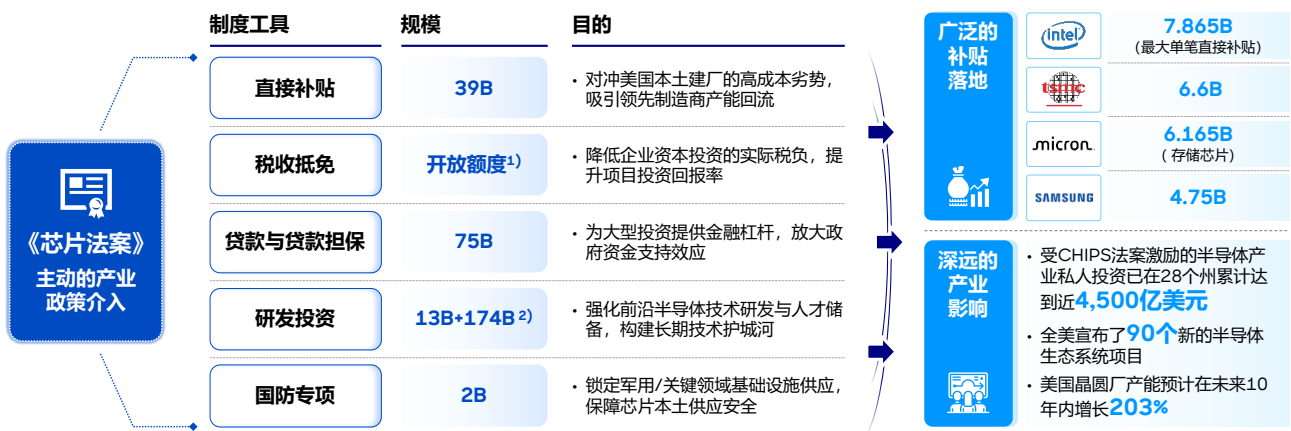 《芯片法案》
主动的产业
政策介入
制度工具
规模
目的
直接补贴
39B
• 对冲美国本土建厂的高成本劣势，
吸引领先制造商产能回流
税收抵免
开放额度1)
• 降低企业资本投资的实际税负，提
升项目投资回报率
贷款与贷款担保
75B
• 为大型投资提供金融杠杆，放大政
府资金支持效应
研发投资
13B+174B 2)
• 强化前沿半导体技术研发与人才储
备，构建长期技术护城河
国防专项
2B
• 锁定军用/关键领域基础设施供应，
保障芯片本土供应安全
广泛的
补贴
落地
intel
7.865B
(最大单笔直接补贴)
tsmc
6.6B
micron
6.165B
( 存储芯片)
SAMSUNG
4.75B
深远的
产业
影响
• 受CHIPS法案激励的半导体产
业私人投资已在28个州累计达
到近4,500亿美元
• 全美宣布了90个新的半导体
生态系统项目
• 美国晶圆厂产能预计在未来10
年内增长203%